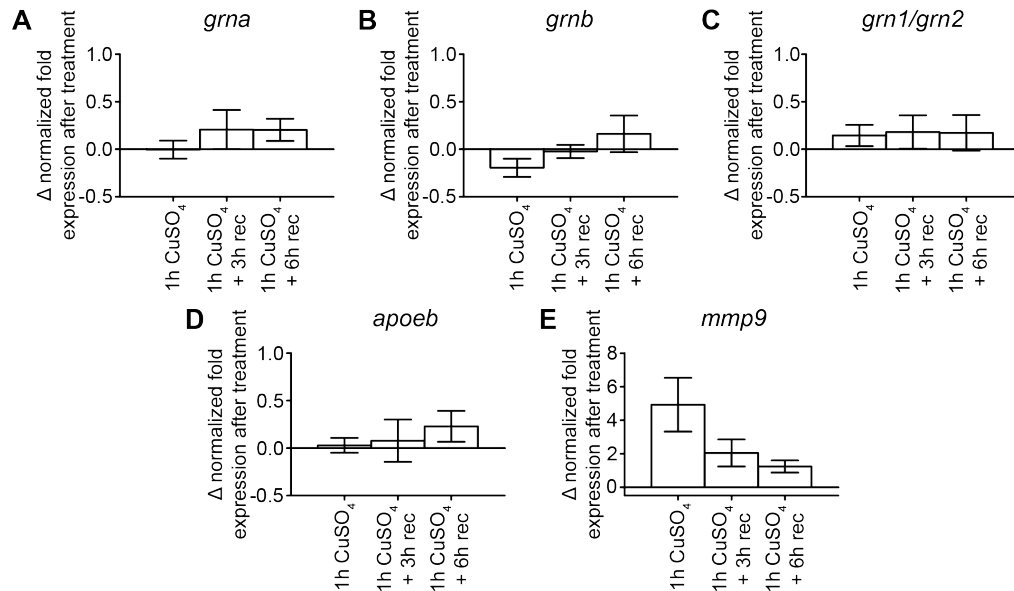 A
grna
Δ normalized fold
expression after treatment
1.0
0.5
0.0
-0.5
1h CuSO₄
1h CuSO₄
+ 3h rec
1h CuSO₄
+ 6h rec
B
grnb
Δ normalized fold
expression after treatment
1.0
0.5
0.0
-0.5
1h CuSO₄
1h CuSO₄
+ 3h rec
1h CuSO₄
+ 6h rec
C
grn1/grn2
Δ normalized fold
expression after treatment
1.0
0.5
0.0
-0.5
1h CuSO₄
1h CuSO₄
+ 3h rec
1h CuSO₄
+ 6h rec
D
apoeb
Δ normalized fold
expression after treatment
1.0
0.5
0.0
-0.5
1h CuSO₄
1h CuSO₄
+ 3h rec
1h CuSO₄
+ 6h rec
E
mmp9
Δ normalized fold
expression after treatment
8
6
4
2
0
1h CuSO₄
1h CuSO₄
+ 3h rec
1h CuSO₄
+ 6h rec